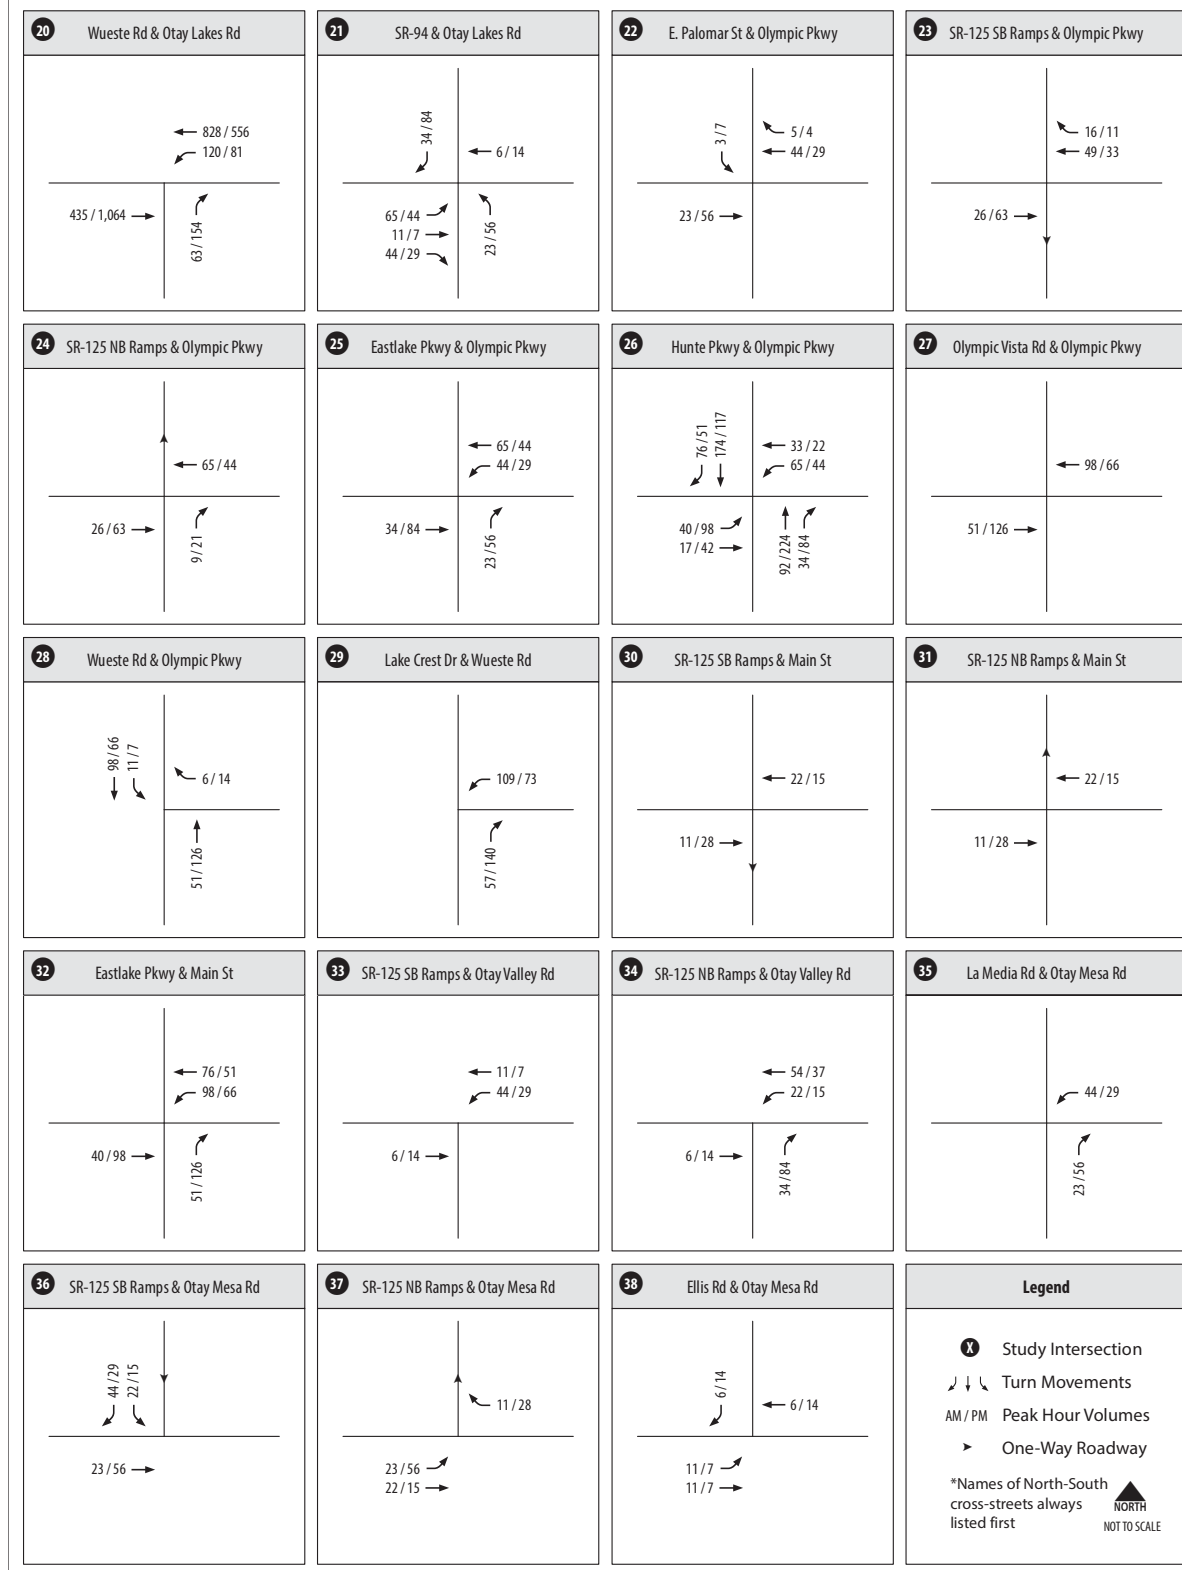 20 Wueste Rd & Otay Lakes Rd
828 / 556
120 / 81
435 / 1,064
63 / 154
21 SR-94 & Otay Lakes Rd
34 / 84
6 / 14
65 / 44
11 / 7
44 / 29
23 / 56
22 E. Palomar St & Olympic Pkwy
3 / 7
5 / 4
44 / 29
23 / 56
23 SR-125 SB Ramps & Olympic Pkwy
16 / 11
49 / 33
26 / 63
24 SR-125 NB Ramps & Olympic Pkwy
65 / 44
26 / 63
9 / 21
25 Eastlake Pkwy & Olympic Pkwy
65 / 44
44 / 29
34 / 84
23 / 56
26 Hunte Pkwy & Olympic Pkwy
76 / 51
174 / 117
33 / 22
65 / 44
40 / 98
17 / 42
92 / 224
34 / 84
27 Olympic Vista Rd & Olympic Pkwy
98 / 66
51 / 126
28 Wueste Rd & Olympic Pkwy
98 / 66
11 / 7
6 / 14
51 / 126
29 Lake Crest Dr & Wueste Rd
109 / 73
57 / 140
30 SR-125 SB Ramps & Main St
22 / 15
11 / 28
31 SR-125 NB Ramps & Main St
22 / 15
11 / 28
32 Eastlake Pkwy & Main St
76 / 51
98 / 66
40 / 98
51 / 126
33 SR-125 SB Ramps & Otay Valley Rd
11 / 7
44 / 29
6 / 14
34 SR-125 NB Ramps & Otay Valley Rd
54 / 37
22 / 15
6 / 14
34 / 84
35 La Media Rd & Otay Mesa Rd
44 / 29
23 / 56
36 SR-125 SB Ramps & Otay Mesa Rd
44 / 29
22 / 15
23 / 56
37 SR-125 NB Ramps & Otay Mesa Rd
11 / 28
23 / 56
22 / 15
38 Ellis Rd & Otay Mesa Rd
6 / 14
6 / 14
11 / 7
11 / 7
Legend
X Study Intersection
Turn Movements
AM / PM Peak Hour Volumes
One-Way Roadway
*Names of North-South
cross-streets always
listed first
NORTH
NOT TO SCALE